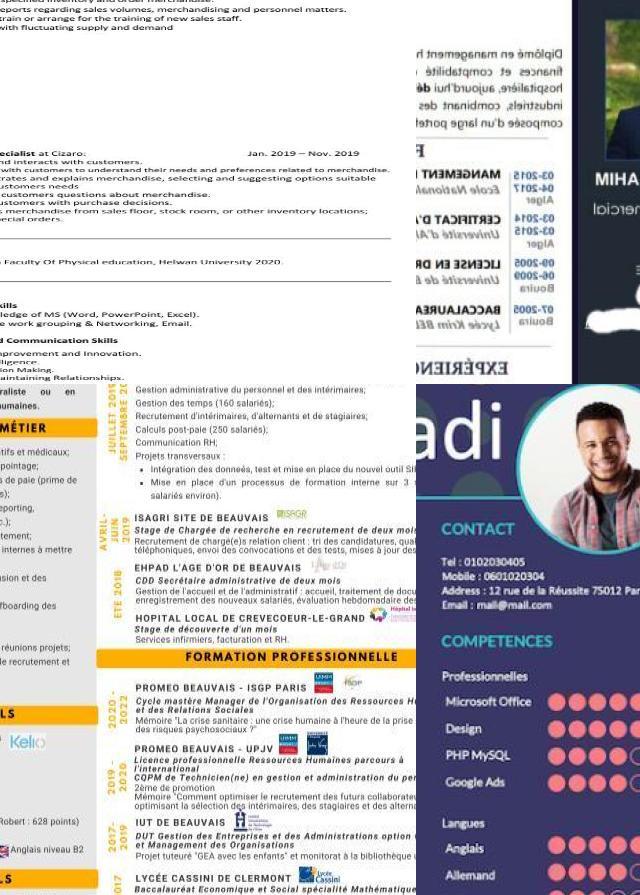 reports regarding sales volumes, merchandising and personnel matters.
train or arrange for the training of new sales staff.
with fluctuating supply and demand
ecialist at Cizaro: Jan. 2019 – Nov. 2019
nd interacts with customers.
with customers to understand their needs and preferences related to merchandise.
trates and explains merchandise, selecting and suggesting options suitable
ustomers needs
customers questions about merchandise.
ustomers with purchase decisions.
s merchandise from sales floor, stock room, or other inventory locations;
pecial orders.
Faculty Of Physical education, Helwan University 2020.
kills
ledge of MS (Word, PowerPoint, Excel).
e work grouping & Networking, Email.
d Communication Skills
mprovement and Innovation.
lligence.
ion Making.
aintaining Relationships.
Diplômé en management h
finances et comptabilité
hospitalière, aujourd'hui dé
industriels, combinant des
composée d'un large portef
03-2015 MANGEMENT
04-2017 Ecole National
Alger
03-2014 CERTIFICAT D'A
03-2015 Université d'Al
Alger
09-2005 LICENSE EN DR
06-2009 Université de B
Bouira
07-2005 BACCALAUREA
Bouira Lycée Krim BEL
EXPÉRIENC
AHIM
mercial
raliste ou en
humaines.
MÉTIER
tifs et médicaux;
pointage;
s de paie (prime de
s);
eporting,
c.);
tement;
internes à mettre
nsion et des
ffboarding des
réunions projets;
le recrutement et
LS
Kelio
Robert : 628 points)
Anglais niveau B2
LS
JUILLET 2019
SEPTEMBRE 20
Gestion administrative du personnel et des intérimaires;
Gestion des temps (160 salariés);
Recrutement d'intérimaires, d'alternants et de stagiaires;
Calculs post-paie (250 salariés);
Communication RH;
Projets transversaux :
• Intégration des donneés, test et mise en place du nouvel outil SI
• Mise en place d'un processus de formation interne sur 3
salariés environ).
AVRIL-
JUIN
2019
ISAGRI SITE DE BEAUVAIS ISAGRI
Stage de Chargée de recherche en recrutement de deux mois
Recrutement de chargé(e)s relation client : tri des candidatures, qual
téléphoniques, envoi des convocations et des tests, mises à jour des
ETE 2018
EHPAD L'AGE D'OR DE BEAUVAIS
CDD Secrétaire administrative de deux mois
Gestion de l'accueil et de l'administratif : accueil, traitement de docu
enregistrement des nouveaux salariés, évaluation hebdomadaire des
HOPITAL LOCAL DE CREVECOEUR-LE-GRAND
Stage de découverte d'un mois
Services infirmiers, facturation et RH.
FORMATION PROFESSIONNELLE
2020 -
2022
PROMEO BEAUVAIS - ISGP PARIS
Cycle mastère Manager de l'Organisation des Ressources H
et des Relations Sociales
Mémoire "La crise sanitaire : une crise humaine à l'heure de la prise
des risques psychosociaux ?"
2019 -
2020
PROMEO BEAUVAIS - UPJV
Licence professionnelle Ressources Humaines parcours à
l'international
CQPM de Technicien(ne) en gestion et administration du per
2ème de promotion
Mémoire "Comment optimiser le recrutement des futurs collaborate
optimisant la sélection des intérimaires, des stagiaires et des alterna
2017-
2019
IUT DE BEAUVAIS
DUT Gestion des Entreprises et des Administrations option
et Management des Organisations
Projet tuteuré "GEA avec les enfants" et monitorat à la bibliothèque
017
LYCÉE CASSINI DE CLERMONT Lycée Cassini
Baccalauréat Economique et Social spécialité Mathématique
adi
CONTACT
Tel : 0102030405
Mobile : 0601020304
Address : 12 rue de la Réussite 75012 Par
Email : mail@mail.com
COMPETENCES
Professionnelles
Microsoft Office
Design
PHP MySQL
Google Ads
Langues
Anglais
Allemand